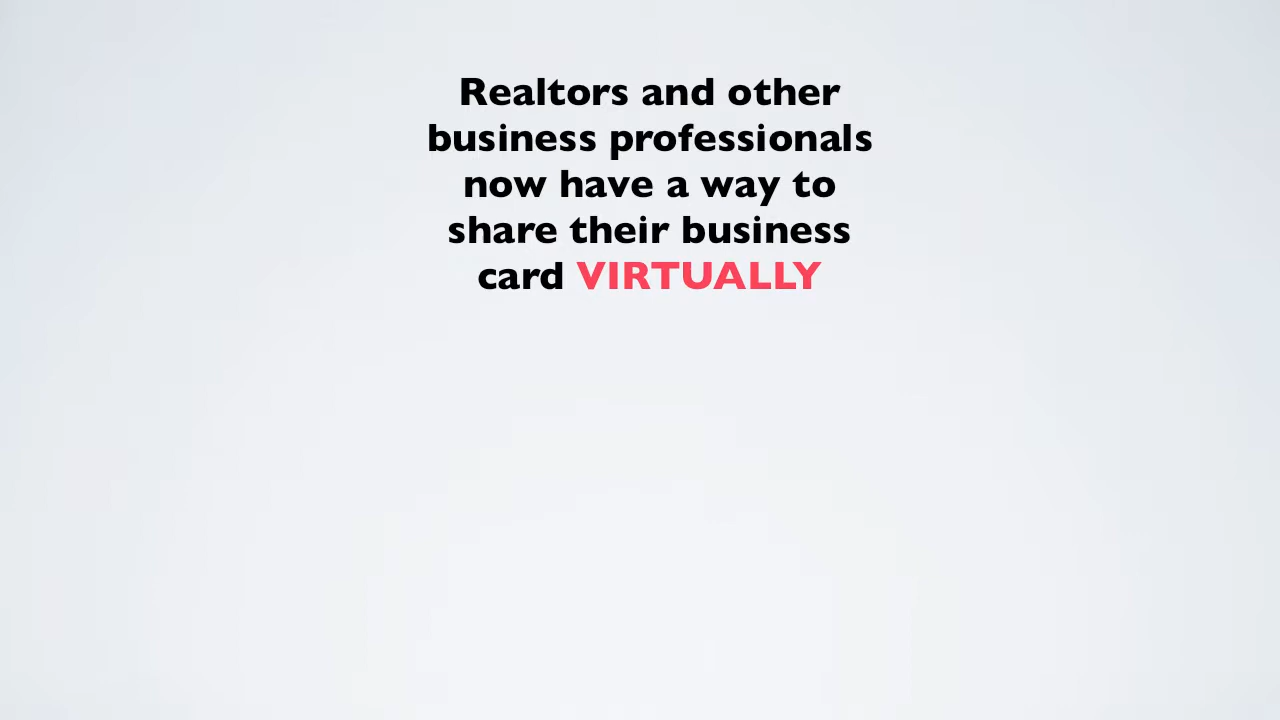 Realtors and other
business professionals
now have a way to
share their business
card VIRTUALLY